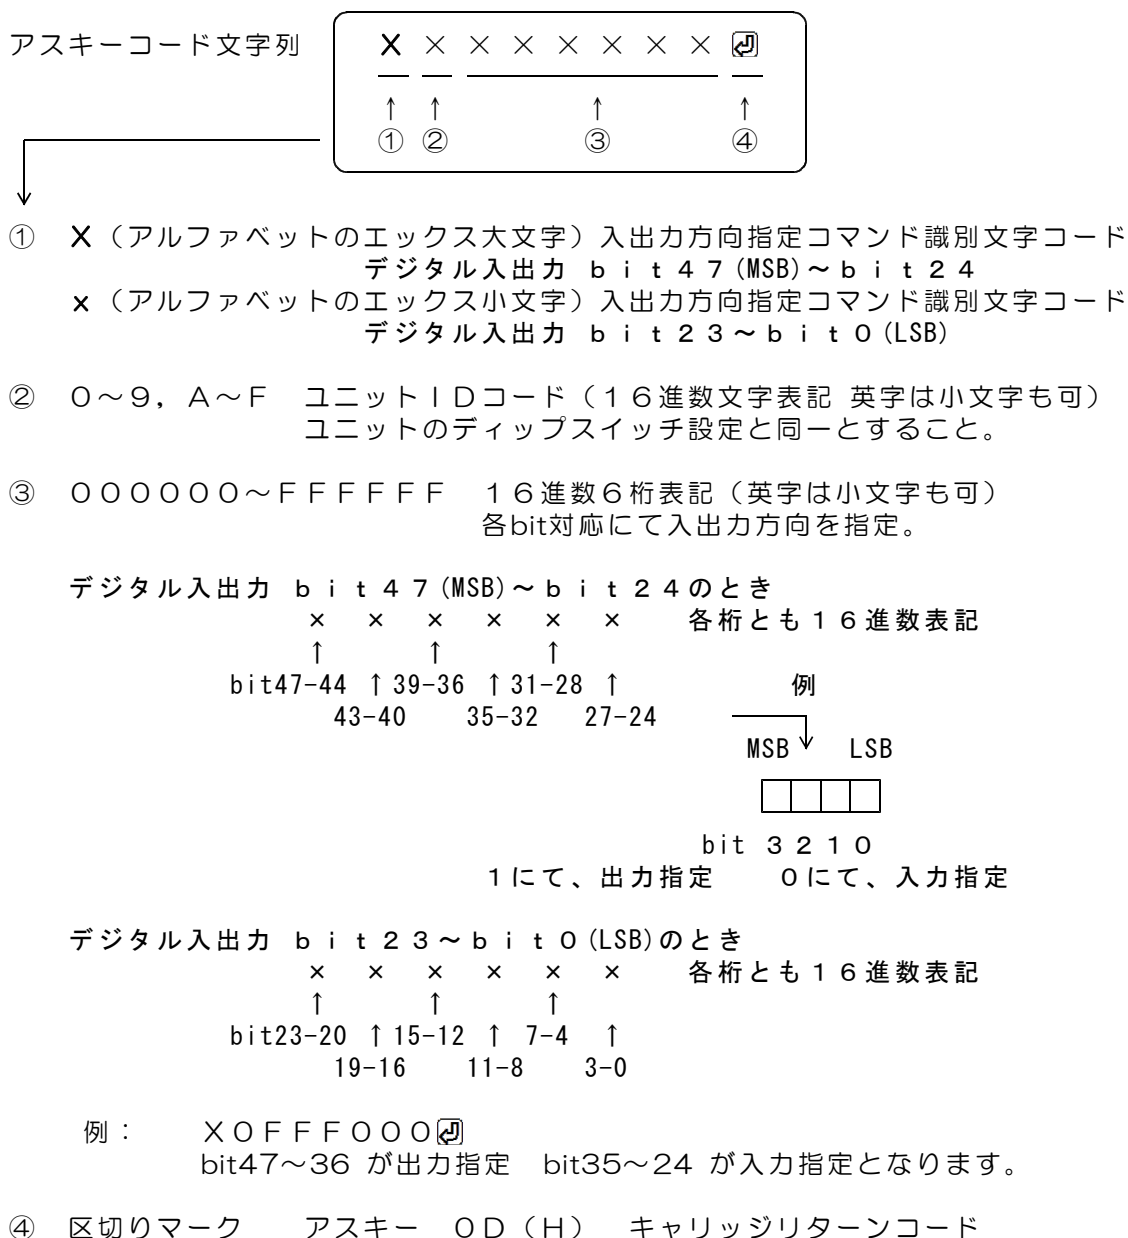 アスキーコード文字列　X × × × × × × × ⏎
↑ ↑ ↑ ↑
① ② ③ ④
① X（アルファベットのエックス大文字）入出力方向指定コマンド識別文字コード
デジタル入出力 ｂｉｔ４７(MSB)～ｂｉｔ２４
x（アルファベットのエックス小文字）入出力方向指定コマンド識別文字コード
デジタル入出力 ｂｉｔ２３～ｂｉｔ０(LSB)
② ０～９，Ａ～Ｆ ユニットＩＤコード（１６進数文字表記 英字は小文字も可）
ユニットのディップスイッチ設定と同一とすること。
③ ００００００～ＦＦＦＦＦＦ １６進数６桁表記（英字は小文字も可）
各bit対応にて入出力方向を指定。
デジタル入出力 ｂｉｔ４７(MSB)～ｂｉｔ２４のとき
× × × × × × 各桁とも１６進数表記
↑ ↑ ↑
bit47-44 ↑39-36 ↑31-28 ↑ 例
43-40 35-32 27-24
MSB LSB
bit ３２１０
１にて、出力指定 ０にて、入力指定
デジタル入出力 ｂｉｔ２３～ｂｉｔ０(LSB)のとき
× × × × × × 各桁とも１６進数表記
↑ ↑ ↑
bit23-20 ↑15-12 ↑ 7-4 ↑
19-16 11-8 3-0
例： Ｘ０ＦＦＦ０００⏎
bit47～36 が出力指定 bit35～24 が入力指定となります。
④ 区切りマーク アスキー ０Ｄ（Ｈ） キャリッジリターンコード